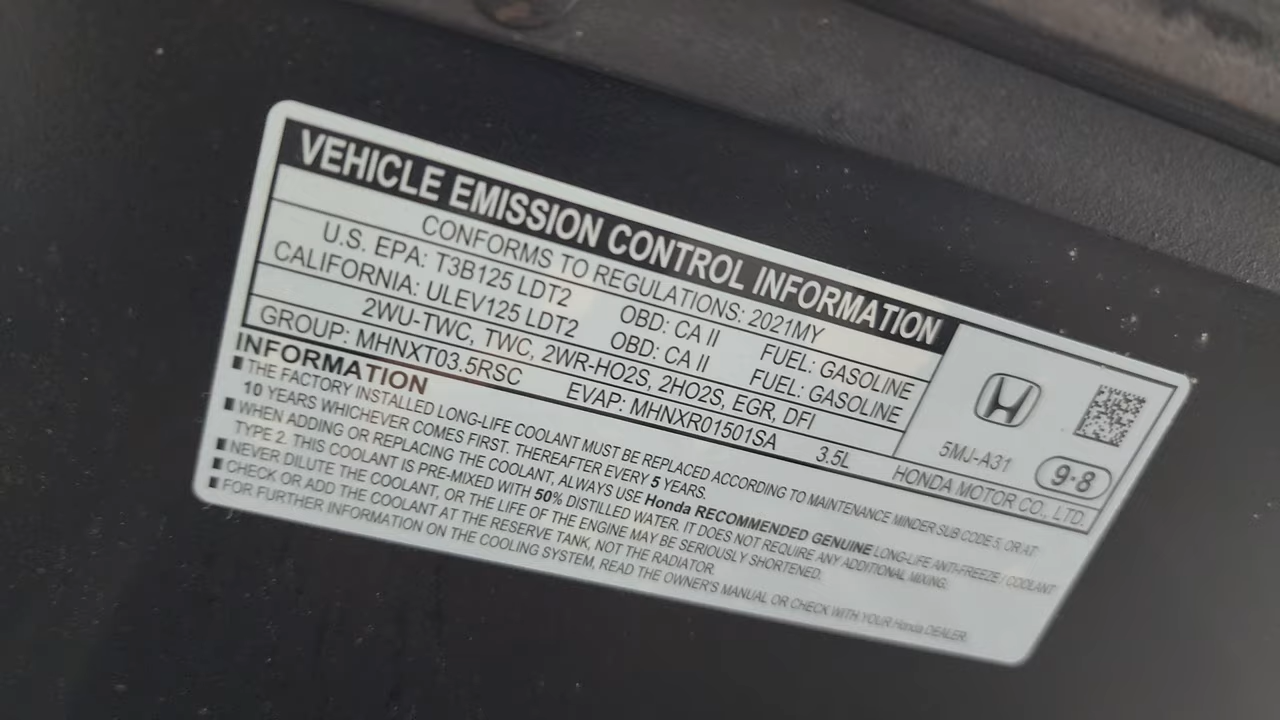 VEHICLE EMISSION CONTROL INFORMATION
CONFORMS TO REGULATIONS: 2021MY
U.S. EPA: T3B125 LDT2 OBD: CA II FUEL: GASOLINE
CALIFORNIA: ULEV125 LDT2 OBD: CA II FUEL: GASOLINE
2WU-TWC, TWC, 2WR-HO2S, 2HO2S, EGR, DFI
GROUP: MHNXT03.5RSC EVAP: MHNXR01501SA 3.5L HONDA MOTOR CO., LTD.
5MJ-A31
9·8
INFORMATION
THE FACTORY INSTALLED LONG-LIFE COOLANT MUST BE REPLACED ACCORDING TO MAINTENANCE MINDER SUB CODE 5, OR AT
10 YEARS WHICHEVER COMES FIRST. THEREAFTER EVERY 5 YEARS.
WHEN ADDING OR REPLACING THE COOLANT, ALWAYS USE Honda RECOMMENDED GENUINE LONG-LIFE ANTI-FREEZE / COOLANT
TYPE 2. THIS COOLANT IS PRE-MIXED WITH 50% DISTILLED WATER. IT DOES NOT REQUIRE ANY ADDITIONAL MIXING.
NEVER DILUTE THE COOLANT, OR THE LIFE OF THE ENGINE MAY BE SERIOUSLY SHORTENED.
CHECK OR ADD THE COOLANT AT THE RESERVE TANK, NOT THE RADIATOR.
FOR FURTHER INFORMATION ON THE COOLING SYSTEM, READ THE OWNER'S MANUAL OR CHECK WITH YOUR Honda DEALER.